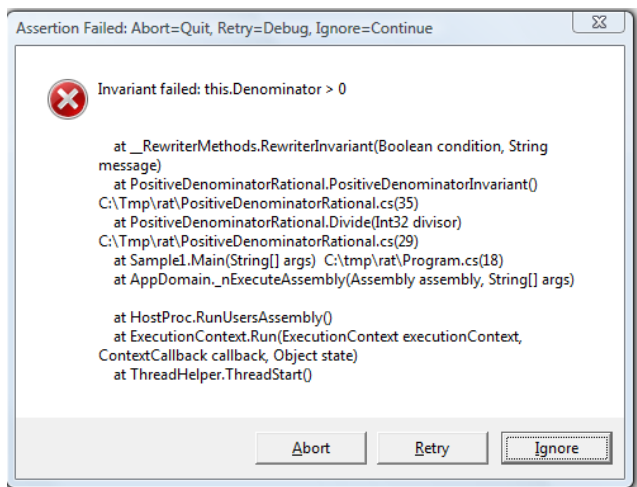 Assertion Failed: Abort=Quit, Retry=Debug, Ignore=Continue
Invariant failed: this.Denominator > 0
at __RewriterMethods.RewriterInvariant(Boolean condition, String
message)
at PositiveDenominatorRational.PositiveDenominatorInvariant()
C:\Tmp\rat\PositiveDenominatorRational.cs(35)
at PositiveDenominatorRational.Divide(Int32 divisor)
C:\Tmp\rat\PositiveDenominatorRational.cs(29)
at Sample1.Main(String[] args)  C:\tmp\rat\Program.cs(18)
at AppDomain._nExecuteAssembly(Assembly assembly, String[] args)
at HostProc.RunUsersAssembly()
at ExecutionContext.Run(ExecutionContext executionContext,
ContextCallback callback, Object state)
at ThreadHelper.ThreadStart()
Abort Retry Ignore